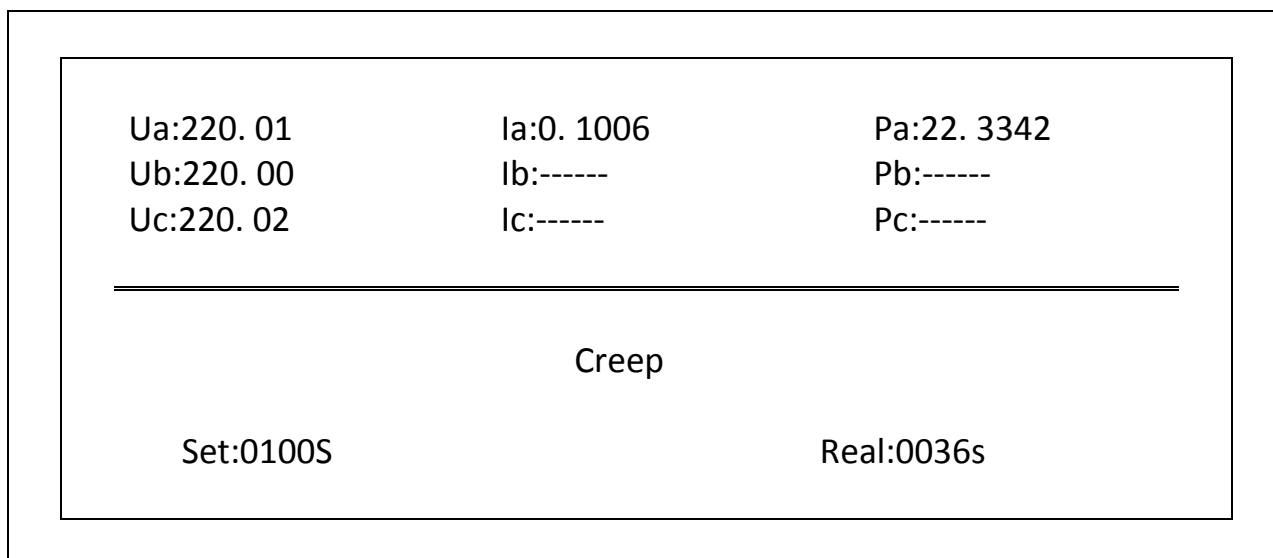 Ua:220. 01 Ia:0. 1006 Pa:22. 3342
Ub:220. 00 Ib:------ Pb:------
Uc:220. 02 Ic:------ Pc:------
Creep
Set:0100S Real:0036s